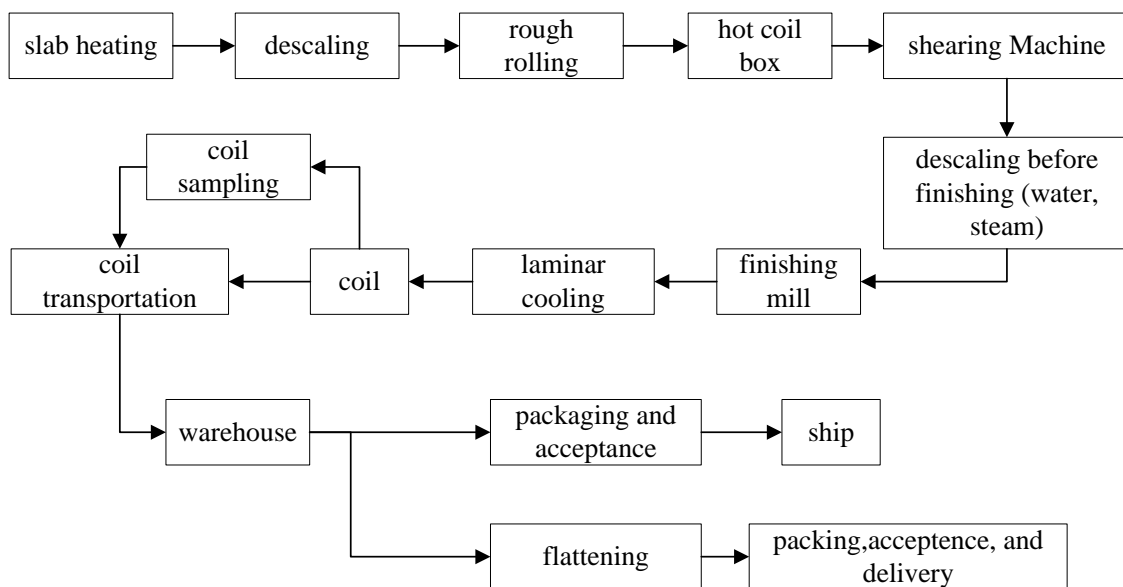 slab heating
descaling
rough
rolling
hot coil
box
shearing Machine
descaling before
finishing (water,
steam)
finishing
mill
laminar
cooling
coil
coil
sampling
coil
transportation
warehouse
packaging and
acceptance
ship
flattening
packing,acceptence, and
delivery